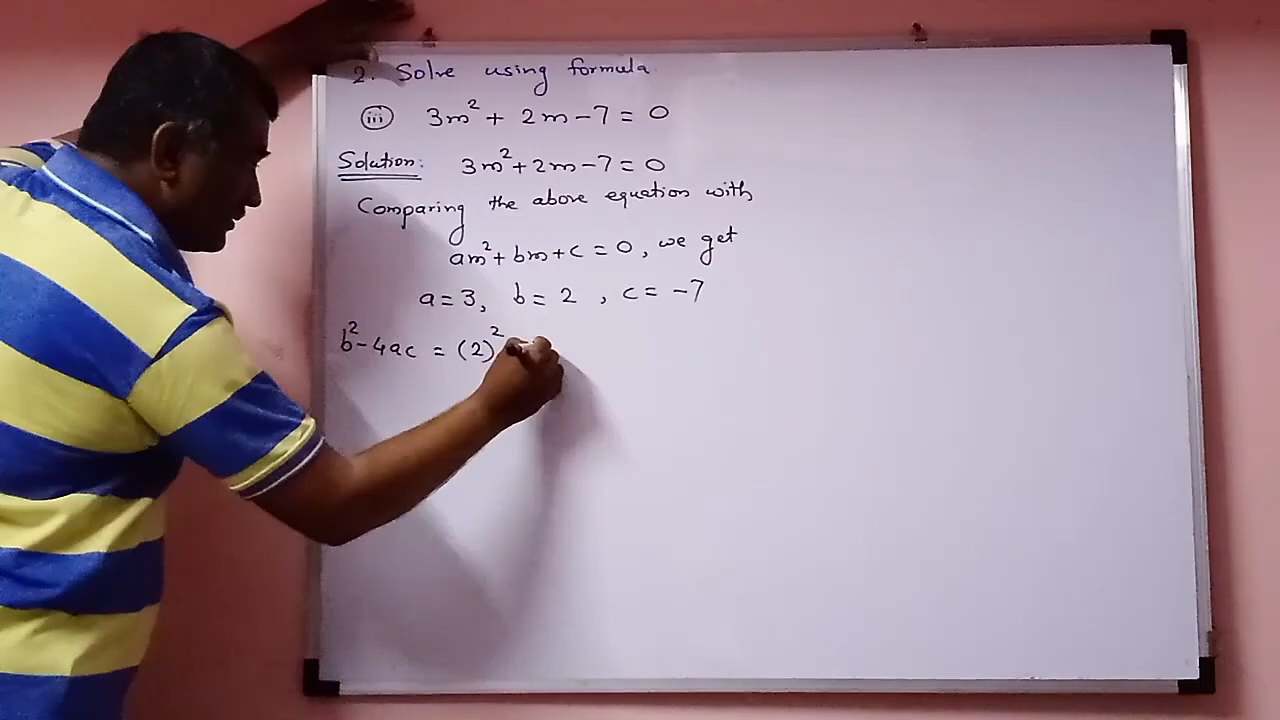 2. Solve using formula.
(iii) 3m² + 2m - 7 = 0
Solution: 3m² + 2m - 7 = 0
Comparing the above equation with
am² + bm + c = 0, we get
a = 3, b = 2, c = -7
b² - 4ac = (2)²